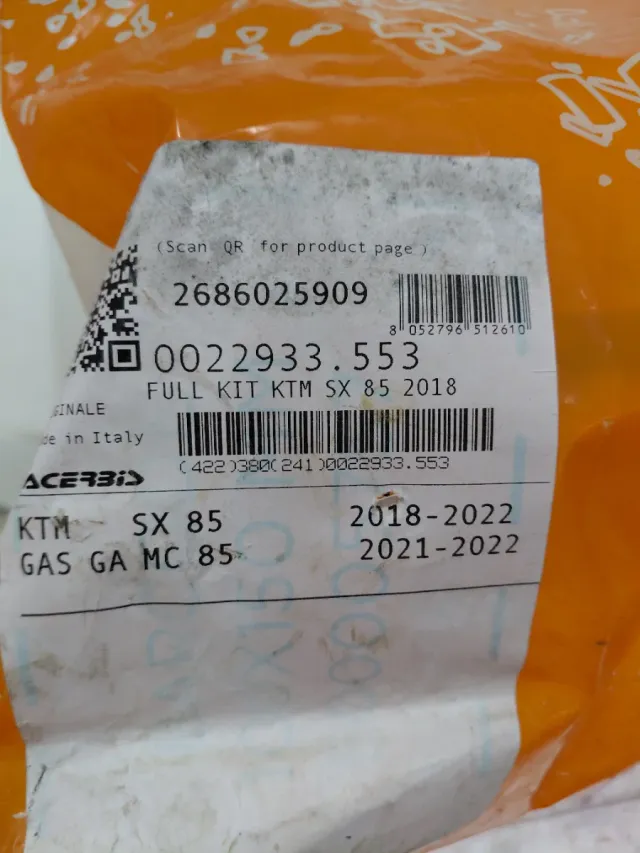 (Scan QR for product page )
2686025909
8 052796 512610
0022933.553
FULL KIT KTM SX 85 2018
GINALE
de in Italy
(422)380(241)0022933.553
ACERBIS
KTM SX 85 2018-2022
GAS GA MC 85 2021-2022